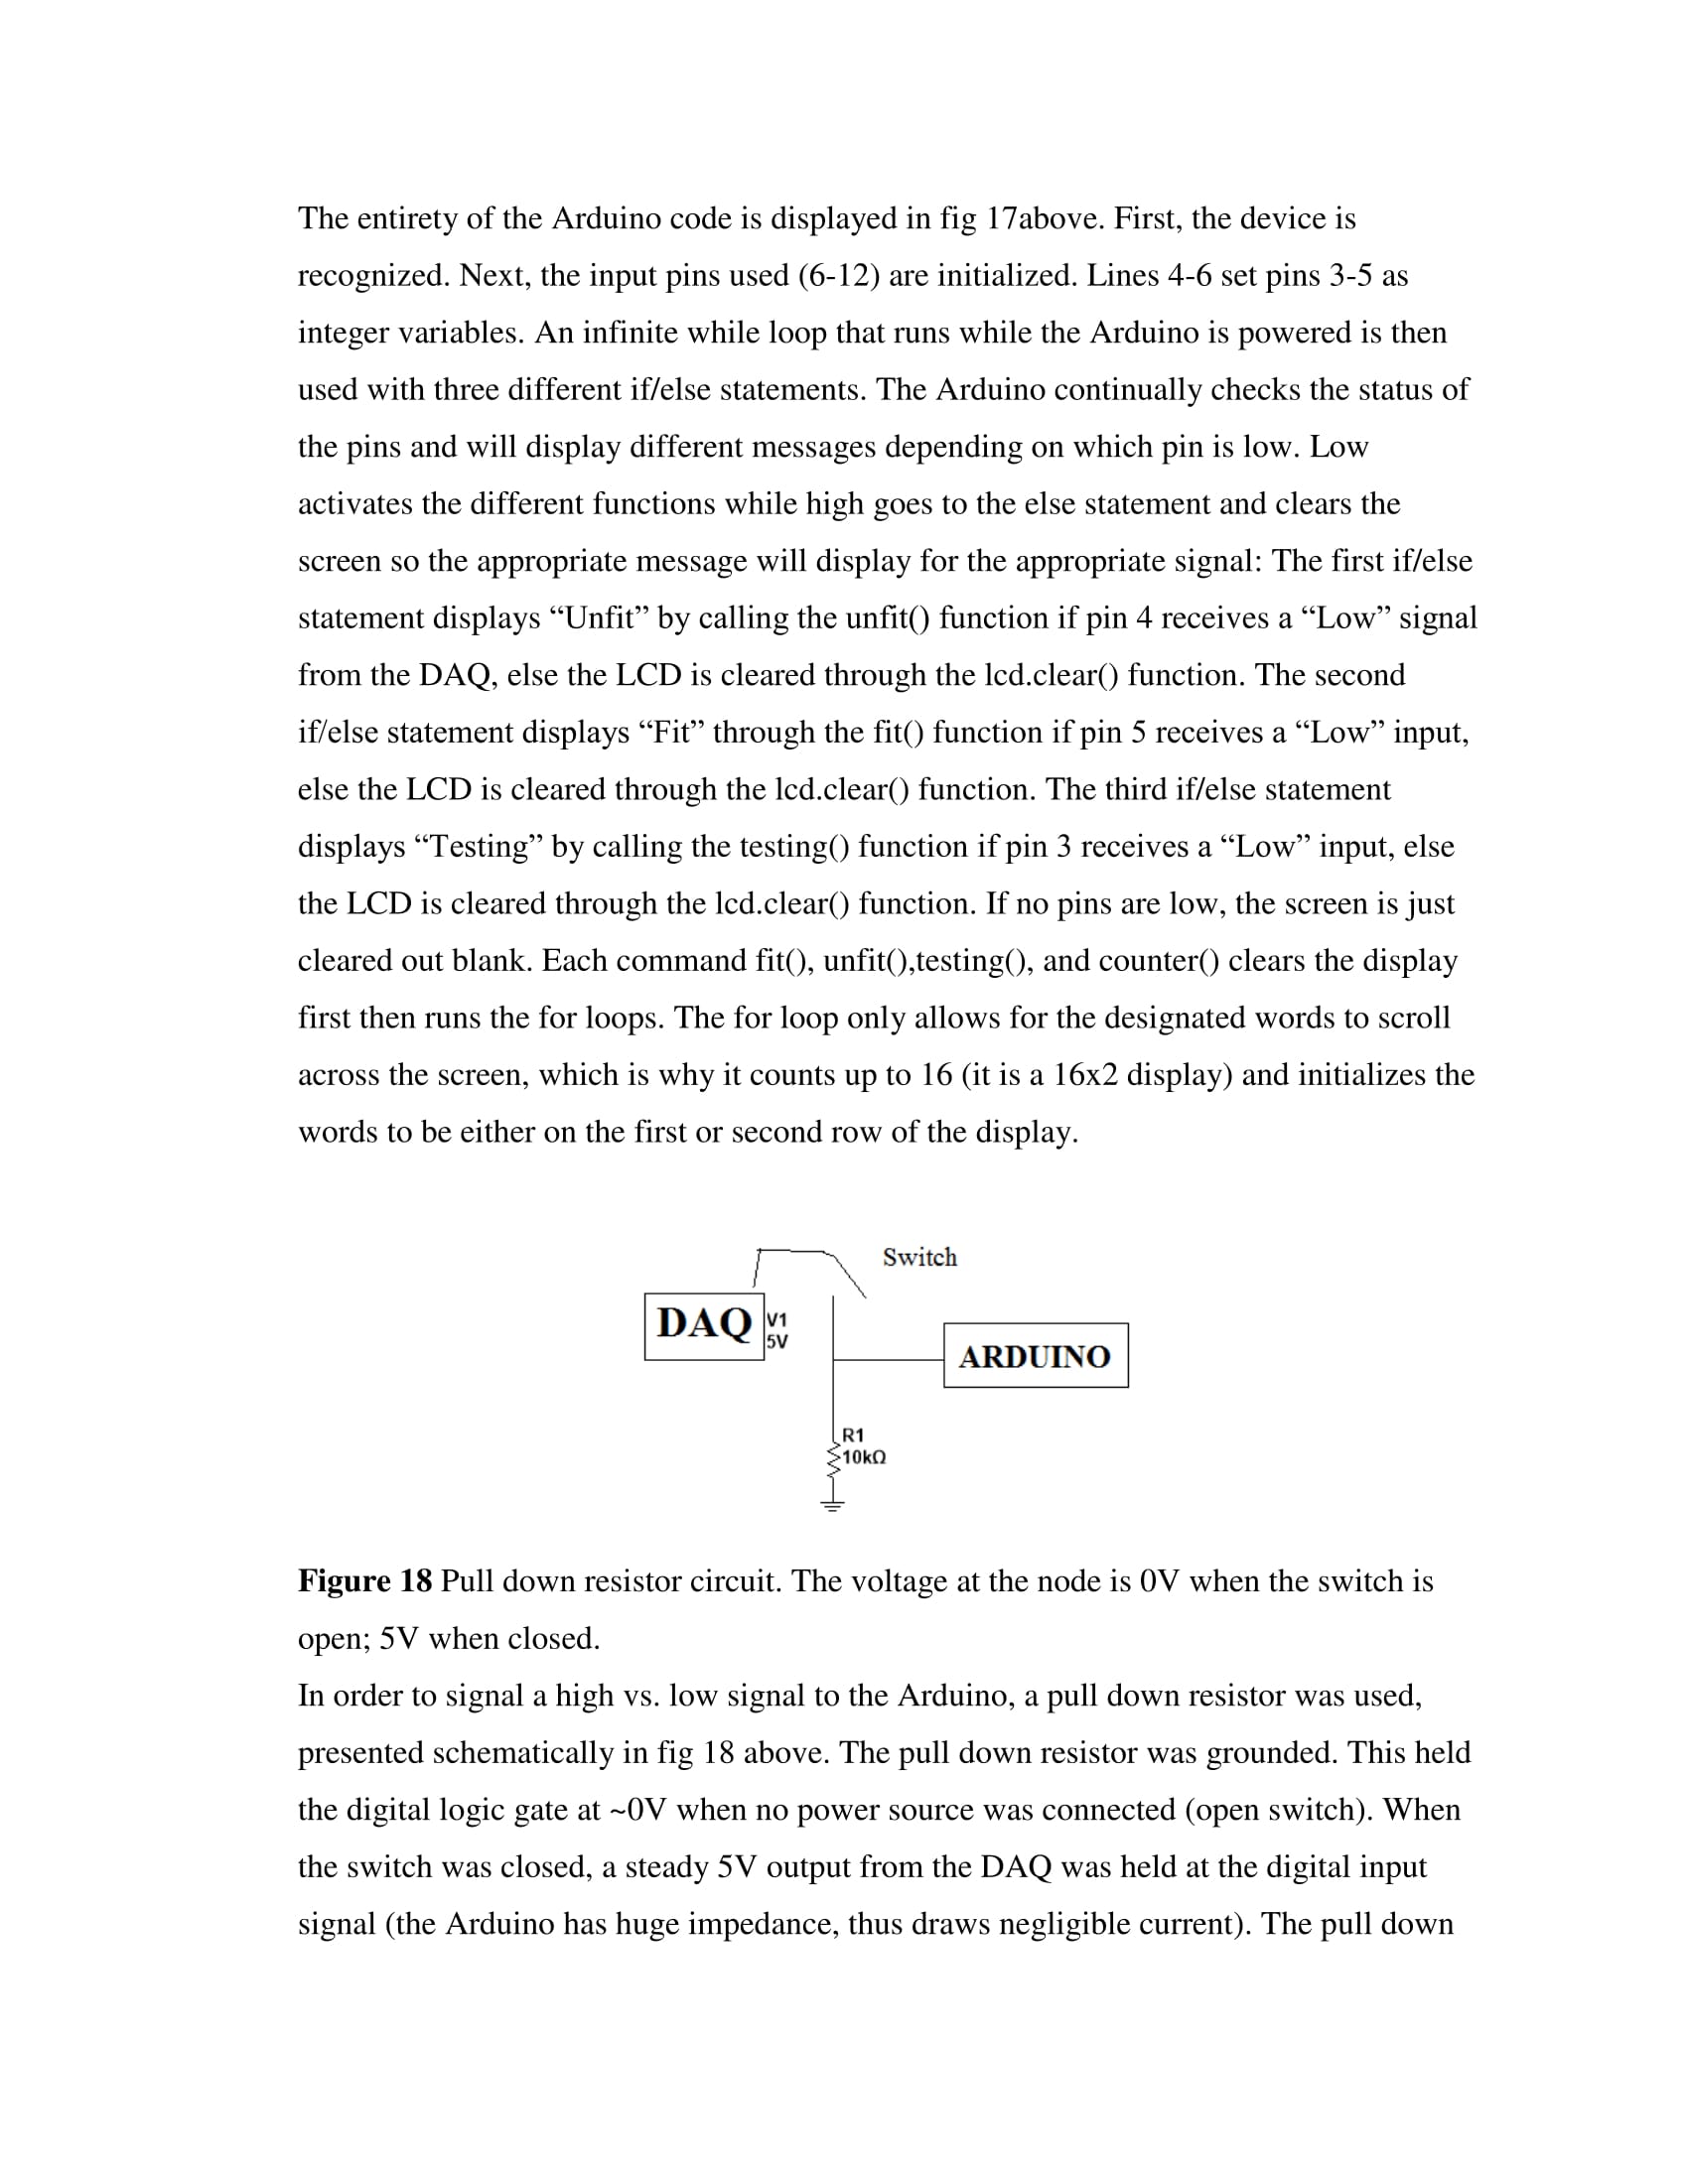 The entirety of the Arduino code is displayed in fig 17above. First, the device is
recognized. Next, the input pins used (6-12) are initialized. Lines 4-6 set pins 3-5 as
integer variables. An infinite while loop that runs while the Arduino is powered is then
used with three different if/else statements. The Arduino continually checks the status of
the pins and will display different messages depending on which pin is low. Low
activates the different functions while high goes to the else statement and clears the
screen so the appropriate message will display for the appropriate signal: The first if/else
statement displays “Unfit” by calling the unfit() function if pin 4 receives a “Low” signal
from the DAQ, else the LCD is cleared through the lcd.clear() function. The second
if/else statement displays “Fit” through the fit() function if pin 5 receives a “Low” input,
else the LCD is cleared through the lcd.clear() function. The third if/else statement
displays “Testing” by calling the testing() function if pin 3 receives a “Low” input, else
the LCD is cleared through the lcd.clear() function. If no pins are low, the screen is just
cleared out blank. Each command fit(), unfit(),testing(), and counter() clears the display
first then runs the for loops. The for loop only allows for the designated words to scroll
across the screen, which is why it counts up to 16 (it is a 16x2 display) and initializes the
words to be either on the first or second row of the display.
Switch
DAQ
V1
5V
ARDUINO
R1
10kΩ
Figure 18 Pull down resistor circuit. The voltage at the node is 0V when the switch is
open; 5V when closed.
In order to signal a high vs. low signal to the Arduino, a pull down resistor was used,
presented schematically in fig 18 above. The pull down resistor was grounded. This held
the digital logic gate at ~0V when no power source was connected (open switch). When
the switch was closed, a steady 5V output from the DAQ was held at the digital input
signal (the Arduino has huge impedance, thus draws negligible current). The pull down